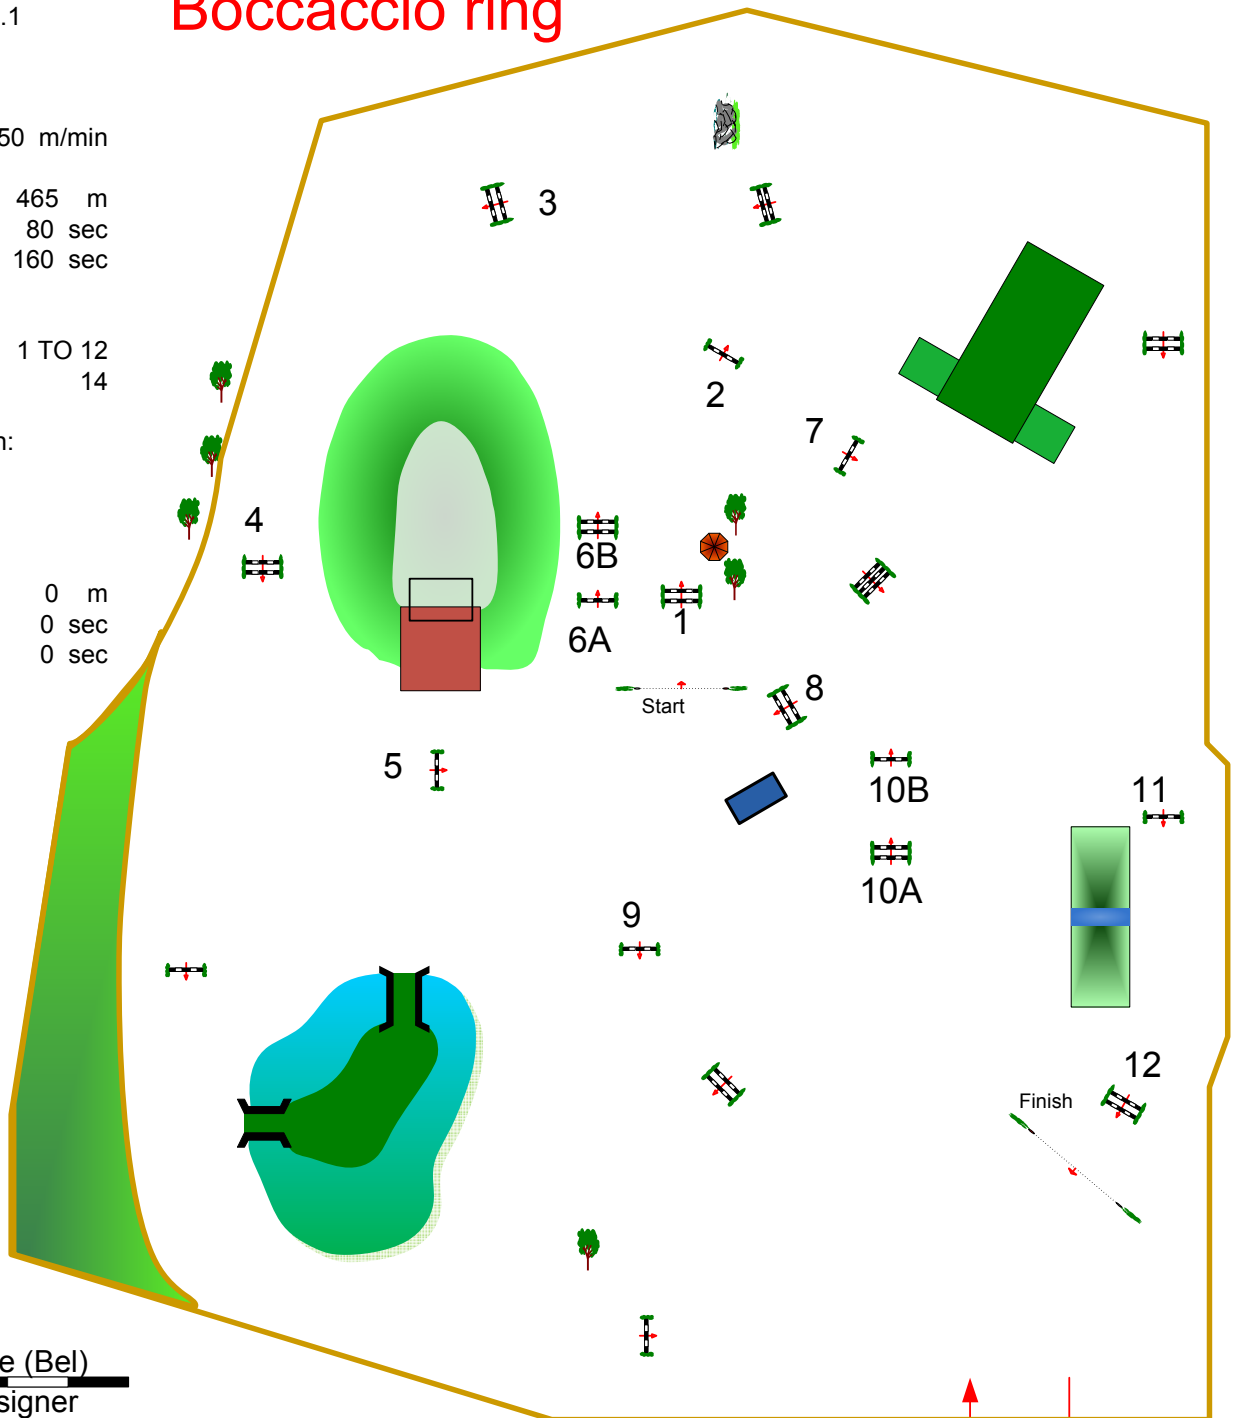 .1
Boccaccio ring
50 m/min
465 m
80 sec
160 sec
1 TO 12
14
n:
0 m
0 sec
0 sec
3
2
7
4
6B
6A
1
Start
8
5
10B
10A
11
9
12
Finish
e (Bel)
signer